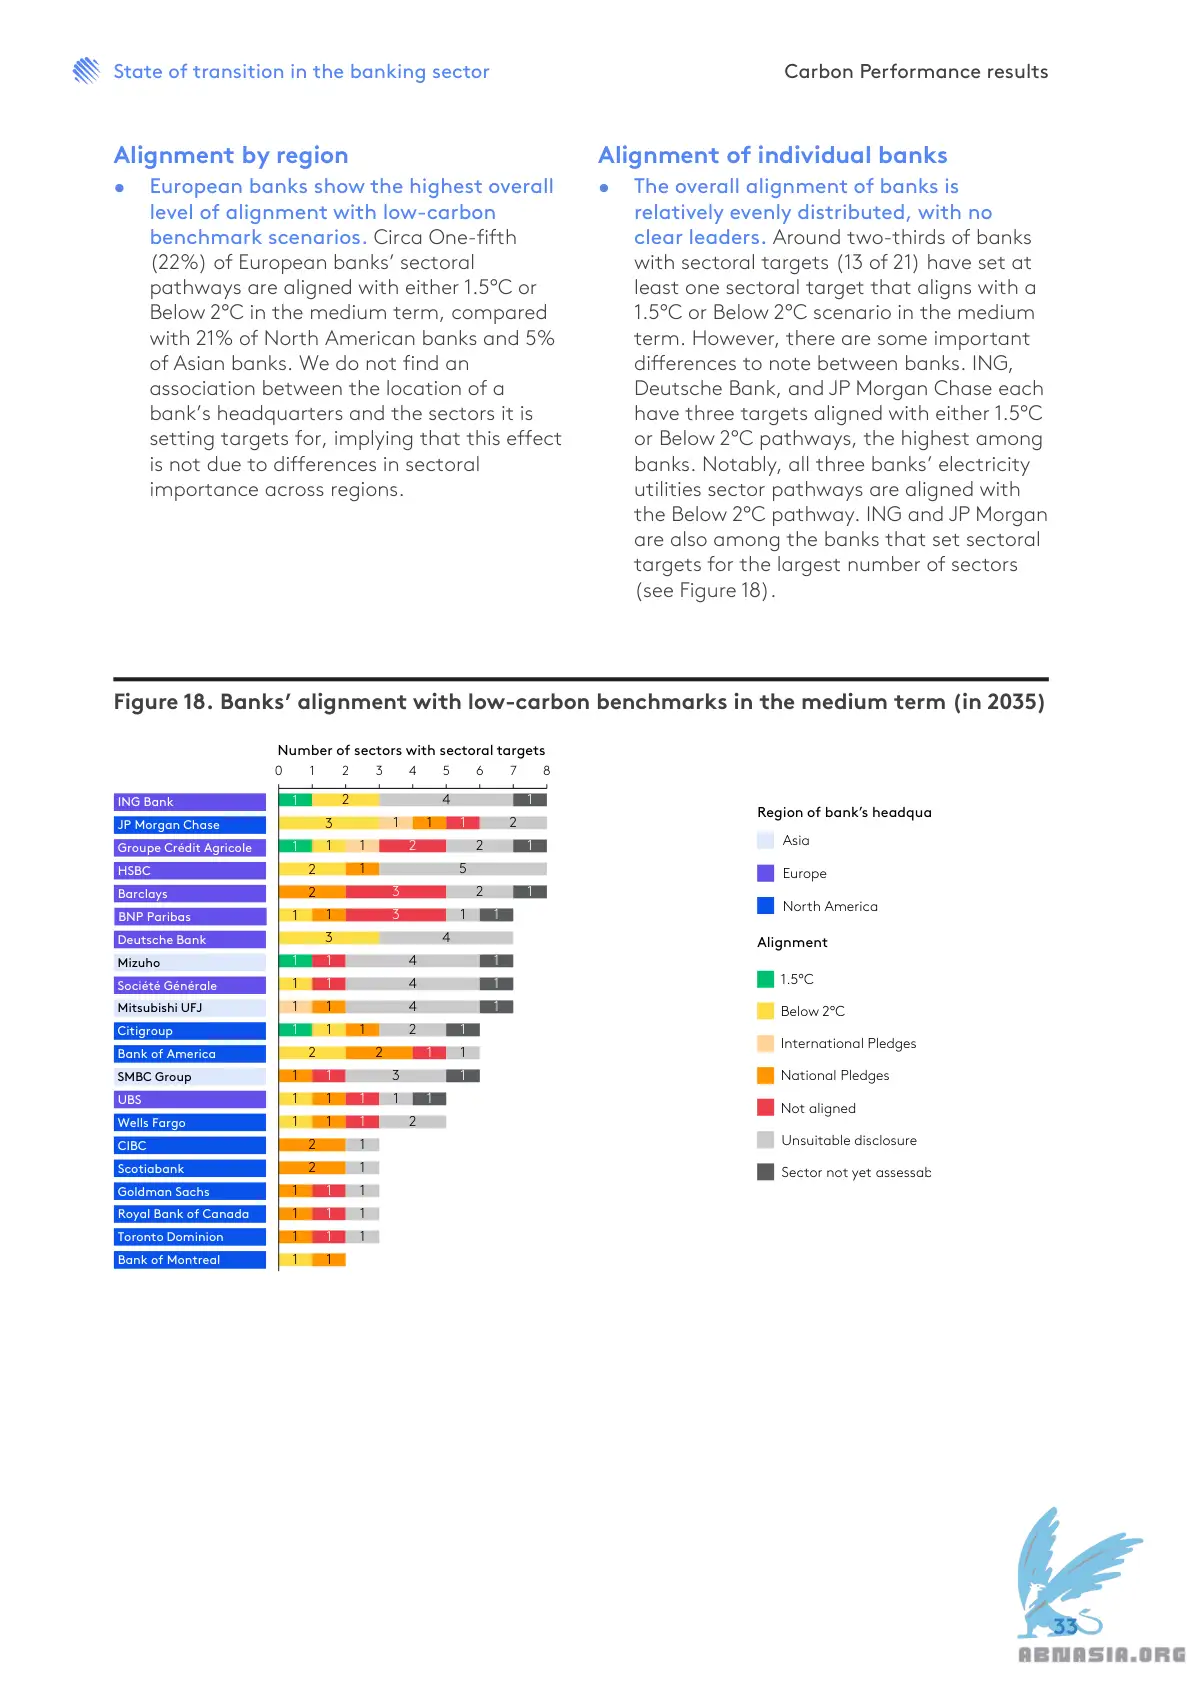 State of transition in the banking sector
Carbon Performance results
Alignment by region
● European banks show the highest overall
level of alignment with low-carbon
benchmark scenarios. Circa One-fifth
(22%) of European banks’ sectoral
pathways are aligned with either 1.5°C or
Below 2°C in the medium term, compared
with 21% of North American banks and 5%
of Asian banks. We do not find an
association between the location of a
bank’s headquarters and the sectors it is
setting targets for, implying that this effect
is not due to differences in sectoral
importance across regions.
Alignment of individual banks
● The overall alignment of banks is
relatively evenly distributed, with no
clear leaders. Around two-thirds of banks
with sectoral targets (13 of 21) have set at
least one sectoral target that aligns with a
1.5°C or Below 2°C scenario in the medium
term. However, there are some important
differences to note between banks. ING,
Deutsche Bank, and JP Morgan Chase each
have three targets aligned with either 1.5°C
or Below 2°C pathways, the highest among
banks. Notably, all three banks’ electricity
utilities sector pathways are aligned with
the Below 2°C pathway. ING and JP Morgan
are also among the banks that set sectoral
targets for the largest number of sectors
(see Figure 18).
Figure 18. Banks’ alignment with low-carbon benchmarks in the medium term (in 2035)
Number of sectors with sectoral targets
0 1 2 3 4 5 6 7 8
ING Bank 1 2 4 1
JP Morgan Chase 3 1 1 1 2
Groupe Crédit Agricole 1 1 1 2 2 1
HSBC 2 1 5
Barclays 2 3 2 1
BNP Paribas 1 1 3 1 1
Deutsche Bank 3 4
Mizuho 1 1 4 1
Société Générale 1 1 4 1
Mitsubishi UFJ 1 1 4 1
Citigroup 1 1 1 2 1
Bank of America 2 2 1 1
SMBC Group 1 1 3 1
UBS 1 1 1 1 1
Wells Fargo 1 1 1 2
CIBC 2 1
Scotiabank 2 1
Goldman Sachs 1 1 1
Royal Bank of Canada 1 1 1
Toronto Dominion 1 1 1
Bank of Montreal 1 1
Region of bank’s headqua
Asia
Europe
North America
Alignment
1.5°C
Below 2°C
International Pledges
National Pledges
Not aligned
Unsuitable disclosure
Sector not yet assessab
33
ABNASIA.ORG